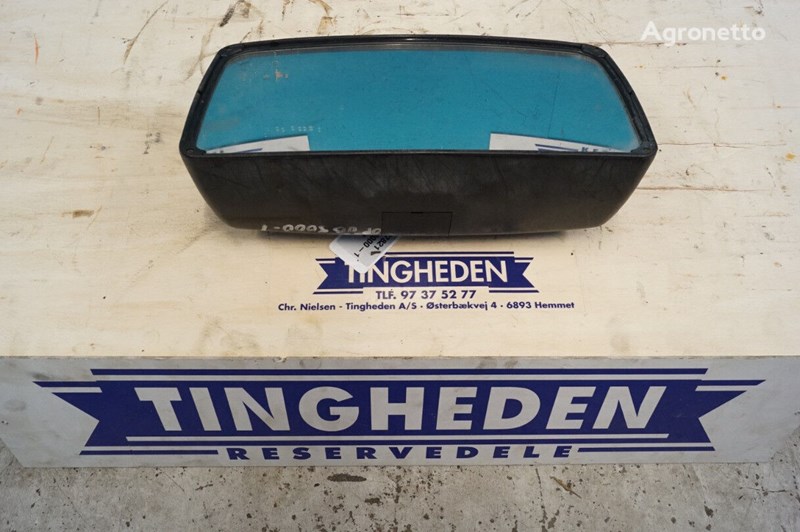 Agronetto
TINGHEDEN
TLF. 97 37 52 77
Chr. Nielsen - Tingheden A/S - Østerbækvej 4 - 6893 Hemmet
TINGHEDEN
RESERVEDELE